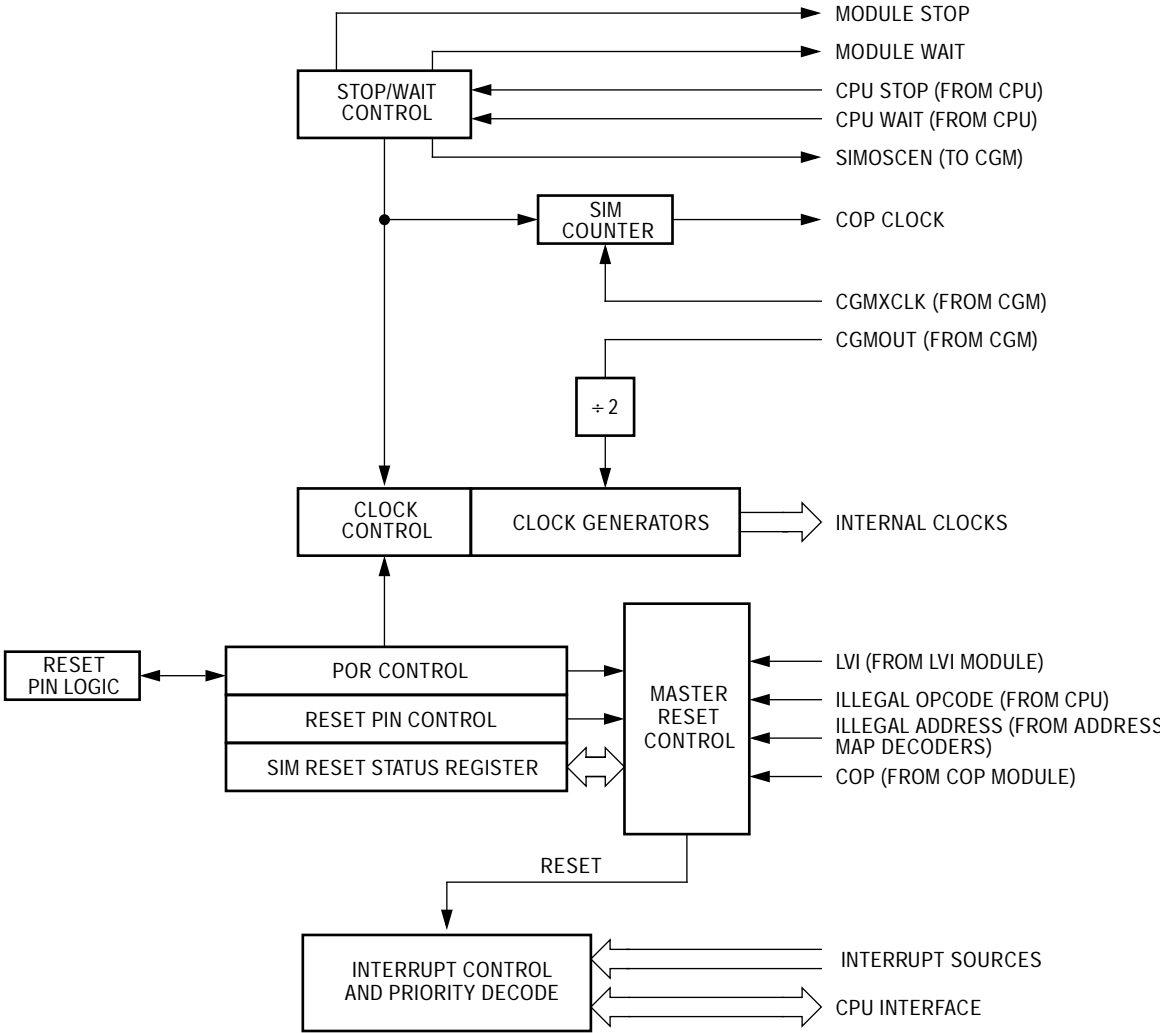 MODULE STOP
MODULE WAIT
STOP/WAIT
CONTROL
CPU STOP (FROM CPU)
CPU WAIT (FROM CPU)
SIMOSCEN (TO CGM)
SIM
COUNTER
COP CLOCK
CGMXCLK (FROM CGM)
CGMOUT (FROM CGM)
÷ 2
CLOCK
CONTROL
CLOCK GENERATORS
INTERNAL CLOCKS
RESET
PIN LOGIC
POR CONTROL
RESET PIN CONTROL
SIM RESET STATUS REGISTER
MASTER
RESET
CONTROL
LVI (FROM LVI MODULE)
ILLEGAL OPCODE (FROM CPU)
ILLEGAL ADDRESS (FROM ADDRESS
MAP DECODERS)
COP (FROM COP MODULE)
RESET
INTERRUPT CONTROL
AND PRIORITY DECODE
INTERRUPT SOURCES
CPU INTERFACE